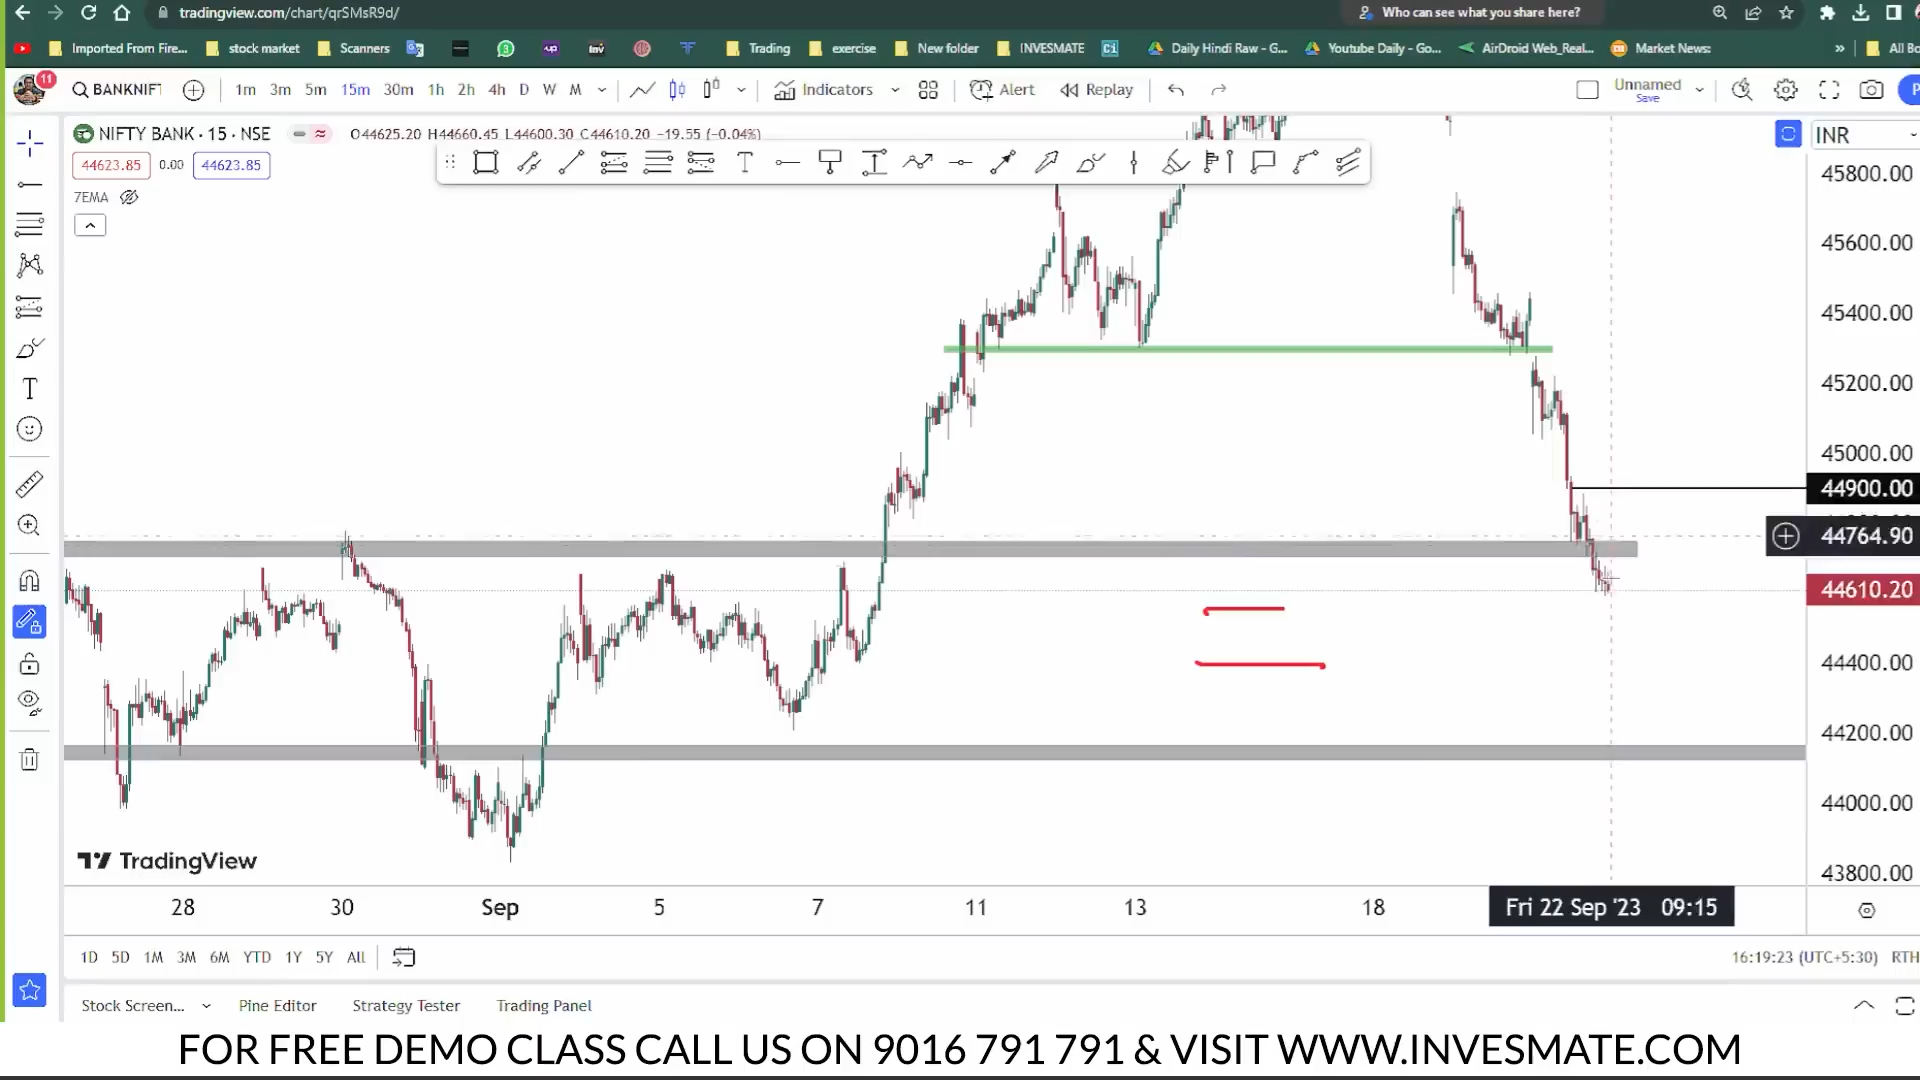 tradingview.com/chart/qrSMsR9d/
Who can see what you share here?
Imported From Fire...
stock market
Scanners
3
up
Trading
exercise
New folder
INVESMATE
Ci
Daily Hindi Raw - G...
Youtube Daily - Go...
AirDroid Web_Real...
Market News:
»
All Bo
11
BANKNIFT
1m 3m 5m 15m 30m 1h 2h 4h D W M
Indicators
Alert
Replay
Unnamed
Save
P
NIFTY BANK · 15 · NSE
O44625.20 H44660.45 L44600.30 C44610.20 −19.55 (−0.04%)
INR
44623.85 0.00 44623.85
7EMA
45800.00
45600.00
45400.00
45200.00
45000.00
44900.00
44764.90
44610.20
44400.00
44200.00
44000.00
43800.00
TradingView
28 30 Sep 5 7 11 13 18 Fri 22 Sep '23 09:15
1D 5D 1M 3M 6M YTD 1Y 5Y All
16:19:23 (UTC+5:30) RTH
Stock Screen... Pine Editor Strategy Tester Trading Panel
FOR FREE DEMO CLASS CALL US ON 9016 791 791 & VISIT WWW.INVESMATE.COM